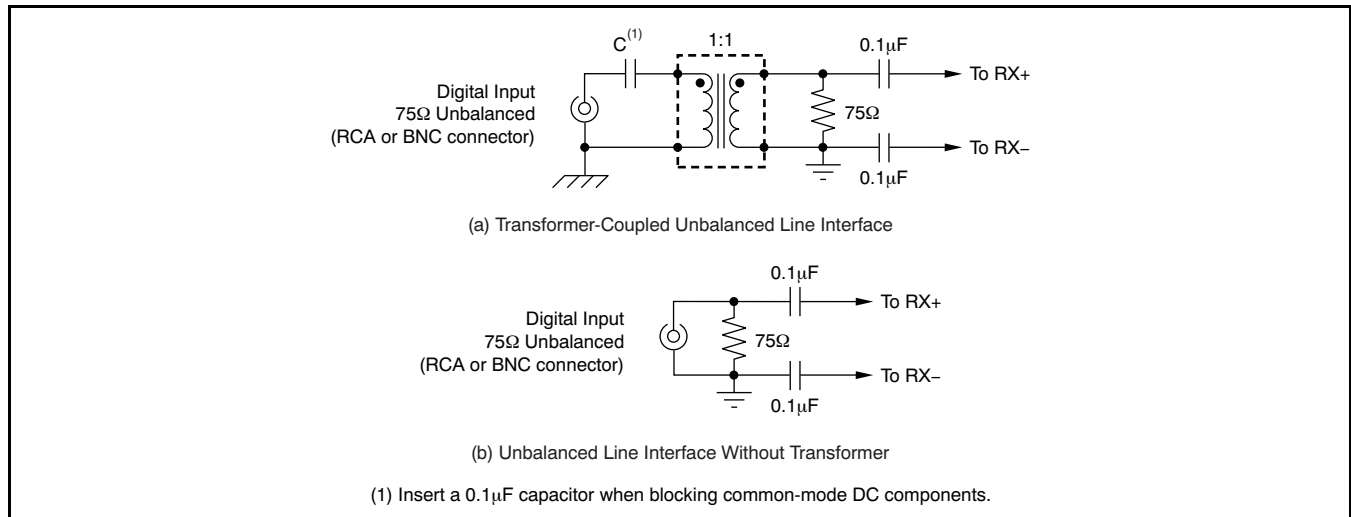 C(1)
1:1
0.1μF
To RX+
Digital Input
75Ω Unbalanced
(RCA or BNC connector)
75Ω
To RX−
0.1μF
(a) Transformer-Coupled Unbalanced Line Interface
0.1μF
To RX+
Digital Input
75Ω Unbalanced
(RCA or BNC connector)
75Ω
To RX−
0.1μF
(b) Unbalanced Line Interface Without Transformer
(1) Insert a 0.1μF capacitor when blocking common-mode DC components.